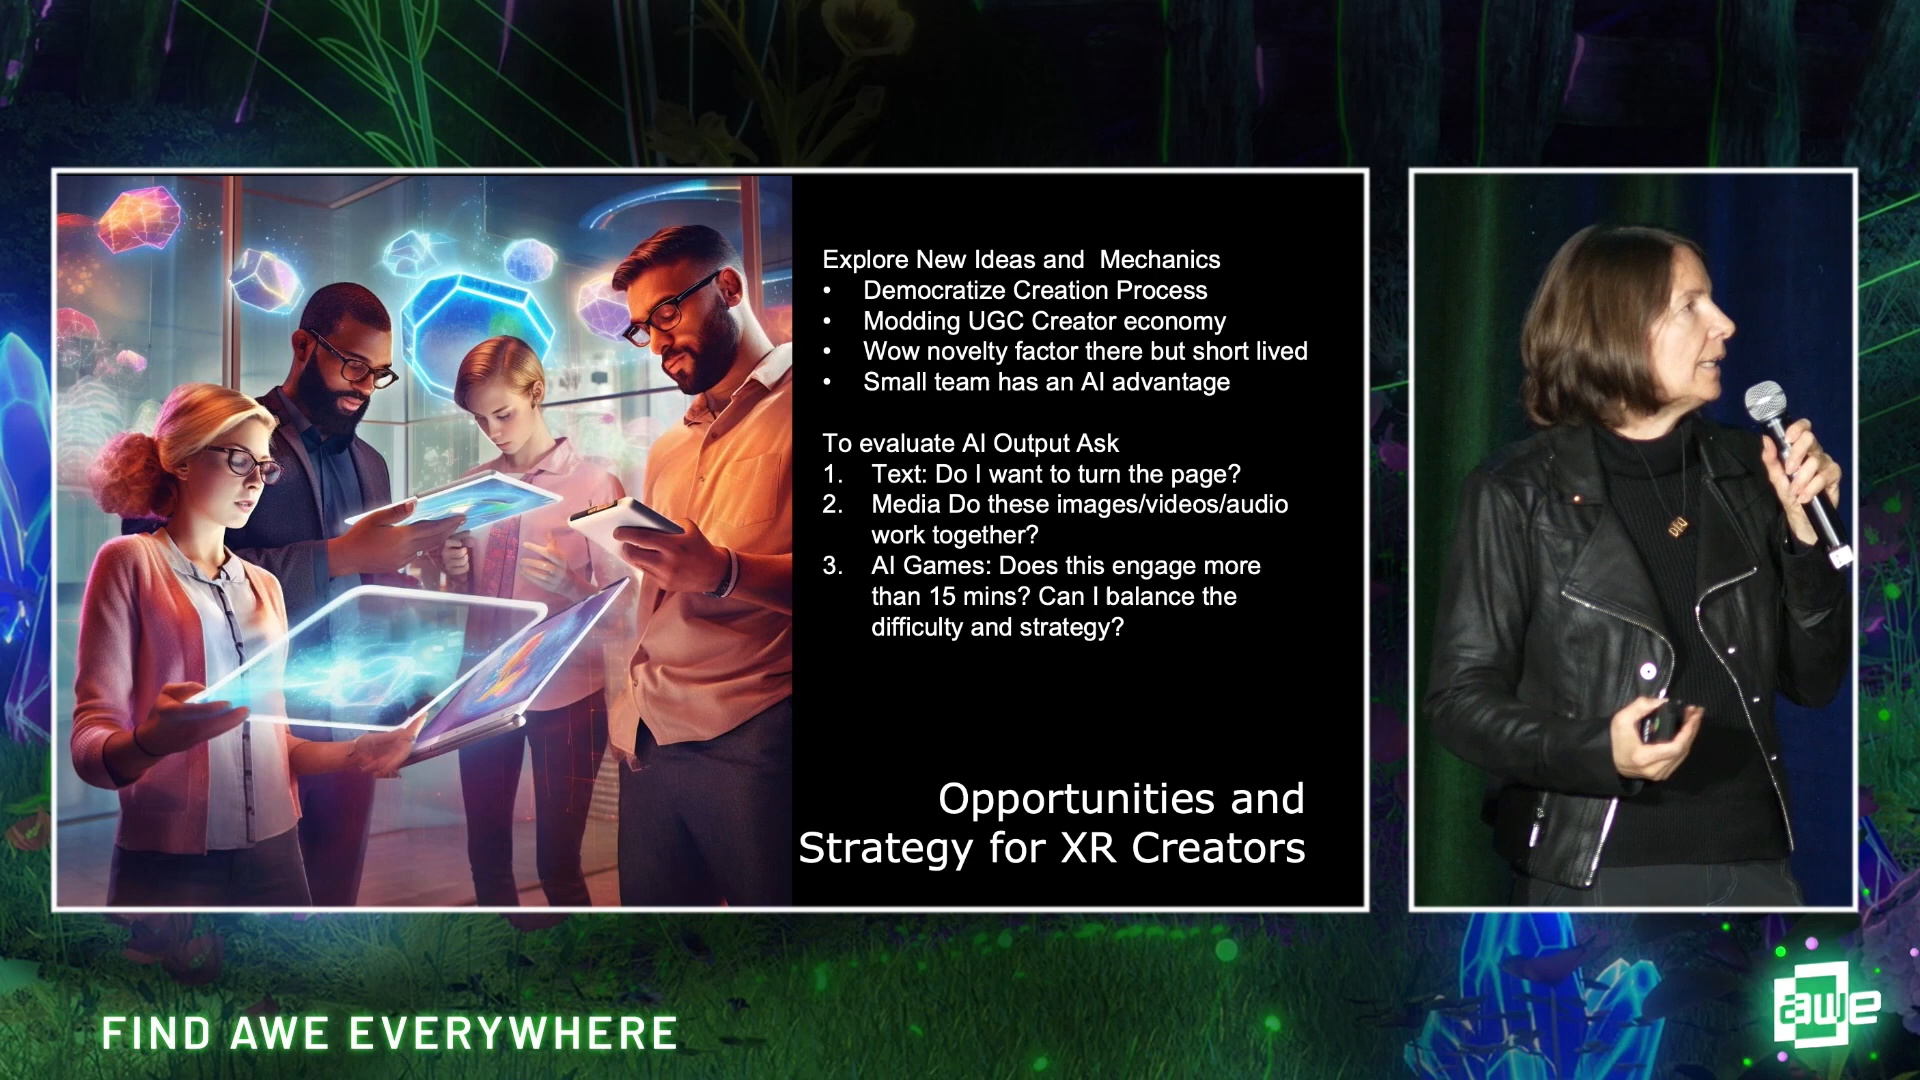 Explore New Ideas and  Mechanics
• Democratize Creation Process
• Modding UGC Creator economy
• Wow novelty factor there but short lived
• Small team has an AI advantage
To evaluate AI Output Ask
1. Text: Do I want to turn the page?
2. Media Do these images/videos/audio
work together?
3. AI Games: Does this engage more
than 15 mins? Can I balance the
difficulty and strategy?
Opportunities and
Strategy for XR Creators
FIND AWE EVERYWHERE
awe